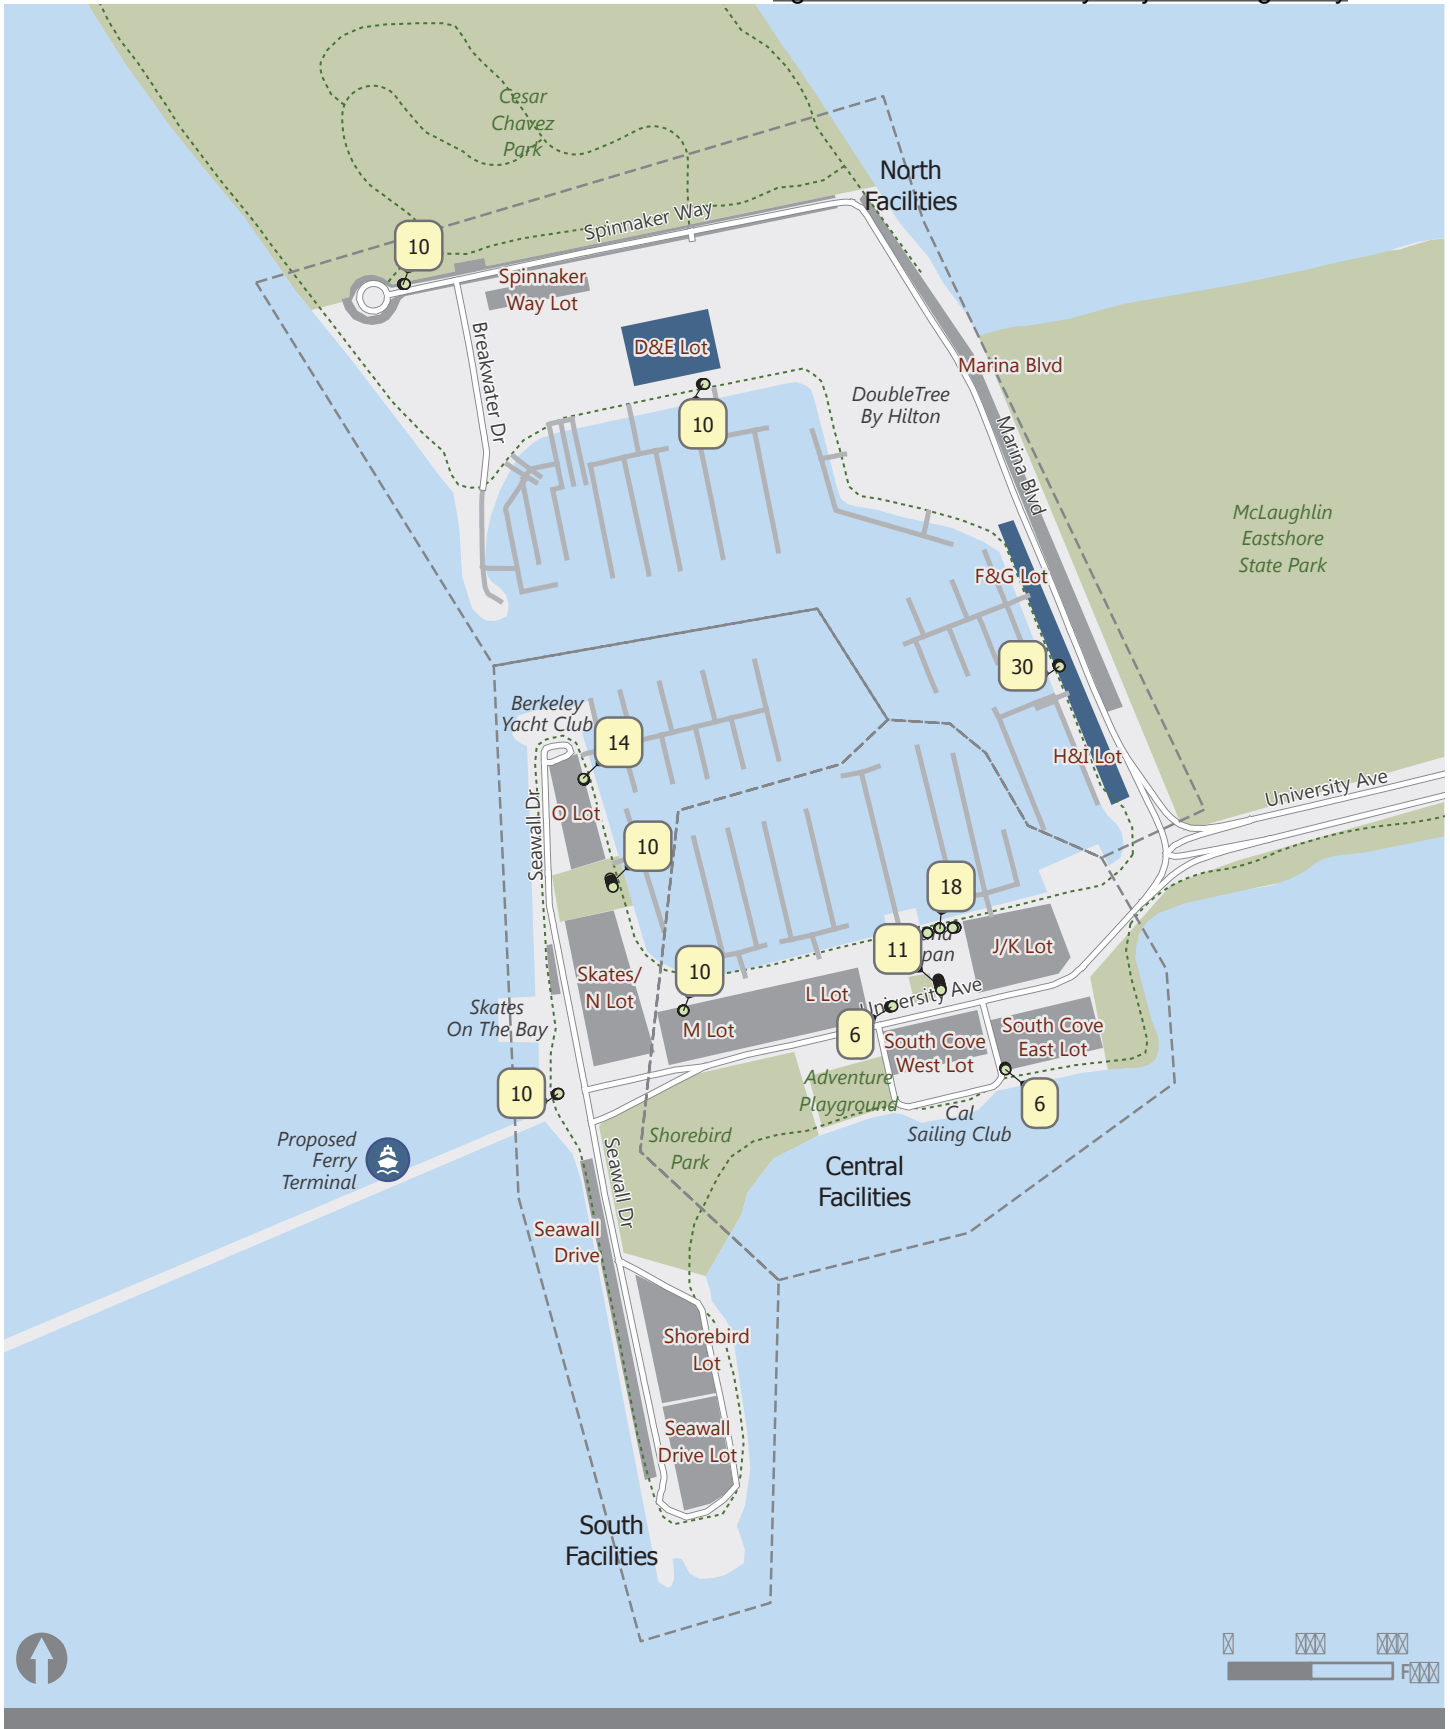 Cesar
Chavez
Park
North
Facilities
Spinnaker Way
10
Spinnaker
Way Lot
Breakwater Dr
D&E Lot
10
Marina Blvd
DoubleTree
By Hilton
Marina Blvd
McLaughlin
Eastshore
State Park
F&G Lot
30
Berkeley
Yacht Club
14
H&I Lot
University Ave
Seawall Dr
O Lot
10
18
11
J/K Lot
10
Skates/
N Lot
L Lot
University Ave
Skates
On The Bay
M Lot
6
South Cove
West Lot
South Cove
East Lot
Adventure
Playground
10
6
Cal
Sailing Club
Proposed
Ferry
Terminal
Shorebird
Park
Seawall Dr
Central
Facilities
Seawall
Drive
Shorebird
Lot
Seawall
Drive Lot
South
Facilities